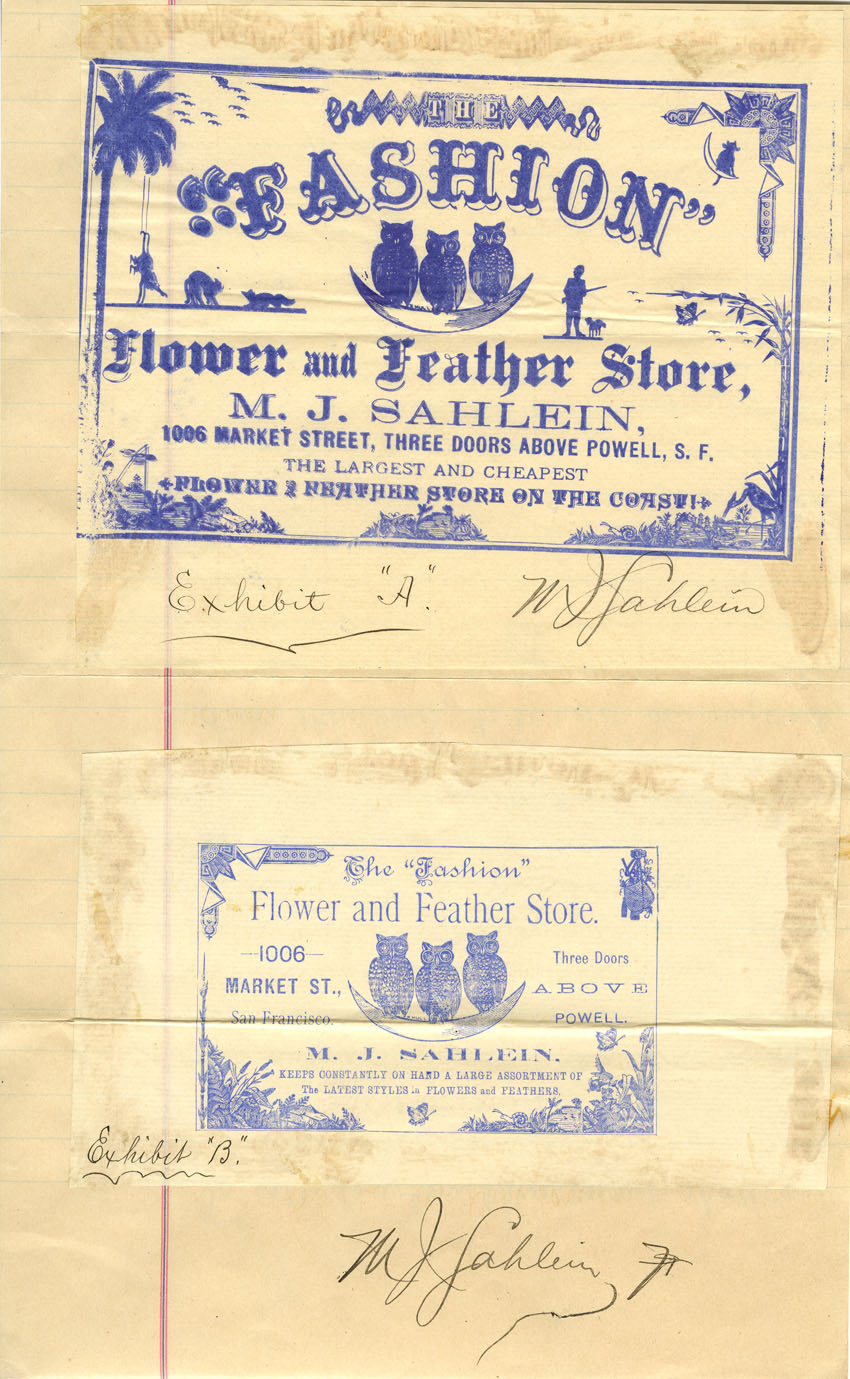 THE
"FASHION"
Flower and Feather Store,
M. J. SAHLEIN,
1006 MARKET STREET, THREE DOORS ABOVE POWELL, S. F.
THE LARGEST AND CHEAPEST
FLOWER & FEATHER STORE ON THE COAST!
Exhibit "A".
M J Sahlein
The "Fashion"
Flower and Feather Store.
—1006—
MARKET ST.,
San Francisco.
Three Doors
ABOVE
POWELL.
M. J. SAHLEIN.
KEEPS CONSTANTLY ON HAND A LARGE ASSORTMENT OF
The LATEST STYLES in FLOWERS and FEATHERS.
Exhibit "B".
M J Sahlein